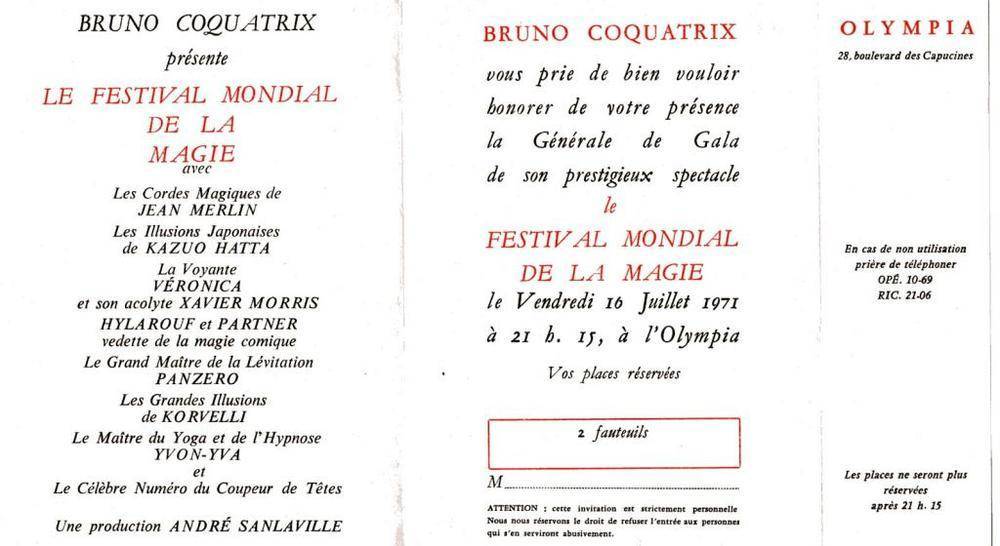 BRUNO COQUATRIX
présente
LE FESTIVAL MONDIAL
DE LA
MAGIE
avec
Les Cordes Magiques de
JEAN MERLIN
Les Illusions Japonaises
de KAZUO HATTA
La Voyante
VÉRONICA
et son acolyte XAVIER MORRIS
HYLAROUF et PARTNER
vedette de la magie comique
Le Grand Maître de la Lévitation
PANZERO
Les Grandes Illusions
de KORVELLI
Le Maître du Yoga et de l'Hypnose
YVON-YVA
et
Le Célèbre Numéro du Coupeur de Têtes
Une production ANDRÉ SANLAVILLE
BRUNO COQUATRIX
vous prie de bien vouloir
honorer de votre présence
la Générale de Gala
de son prestigieux spectacle
le
FESTIVAL MONDIAL
DE LA MAGIE
le Vendredi 16 Juillet 1971
à 21 h. 15, à l'Olympia
Vos places réservées
2 fauteuils
M
ATTENTION : cette invitation est strictement personnelle
Nous nous réservons le droit de refuser l'entrée aux personnes
qui s'en serviront abusivement.
OLYMPIA
28, boulevard des Capucines
En cas de non utilisation
prière de téléphoner
OPÉ. 10-69
RIC. 21-06
Les places ne seront plus
réservées
après 21 h. 15